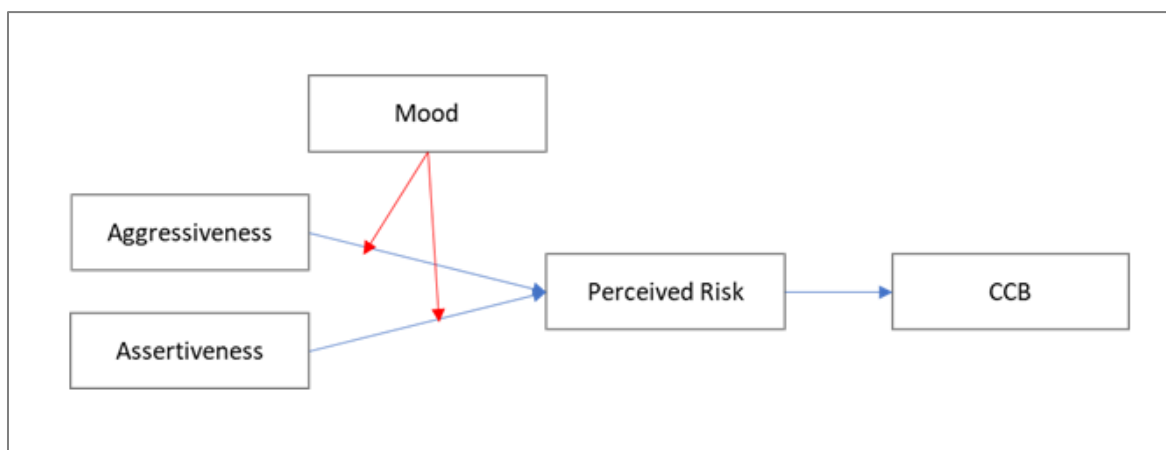 Mood
Aggressiveness
Perceived Risk
CCB
Assertiveness